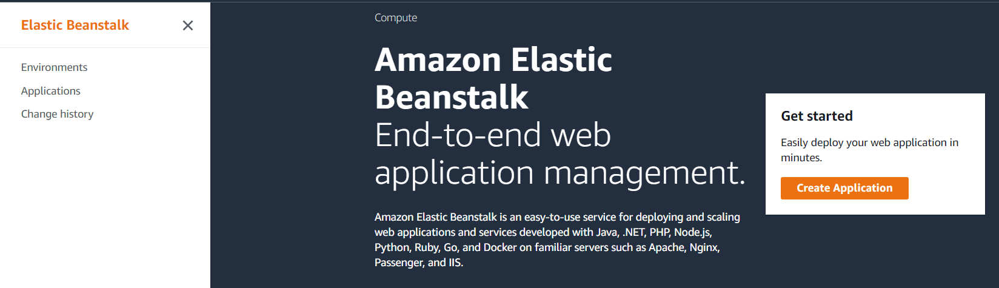 Elastic Beanstalk
Environments
Applications
Change history
Compute
Amazon Elastic
Beanstalk
End-to-end web
application management.
Amazon Elastic Beanstalk is an easy-to-use service for deploying and scaling
web applications and services developed with Java, .NET, PHP, Node.js,
Python, Ruby, Go, and Docker on familiar servers such as Apache, Nginx,
Passenger, and IIS.
Get started
Easily deploy your web application in
minutes.
Create Application